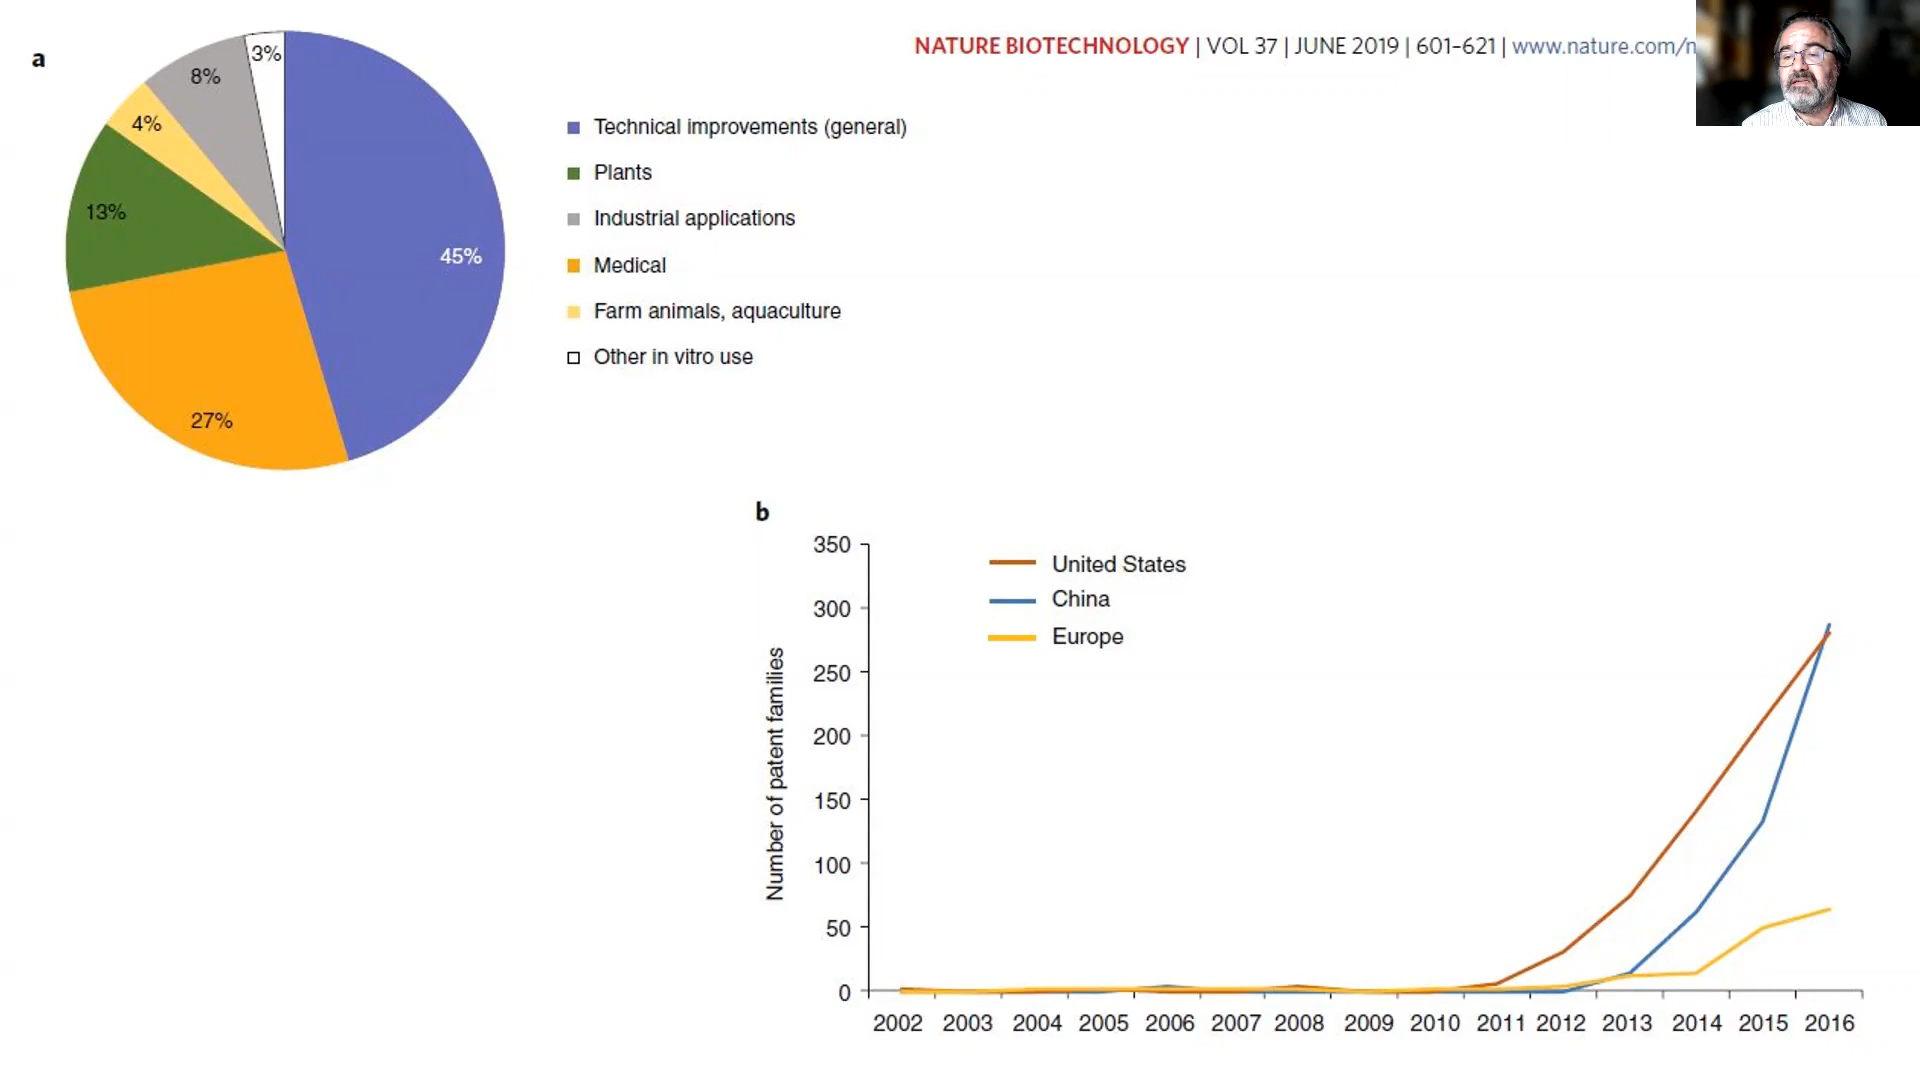 a
NATURE BIOTECHNOLOGY | VOL 37 | JUNE 2019 | 601–621 | www.nature.com/n
3%
8%
4%
13%
45%
27%
Technical improvements (general)
Plants
Industrial applications
Medical
Farm animals, aquaculture
Other in vitro use
b
United States
China
Europe
Number of patent families
350
300
250
200
150
100
50
0
2002 2003 2004 2005 2006 2007 2008 2009 2010 2011 2012 2013 2014 2015 2016